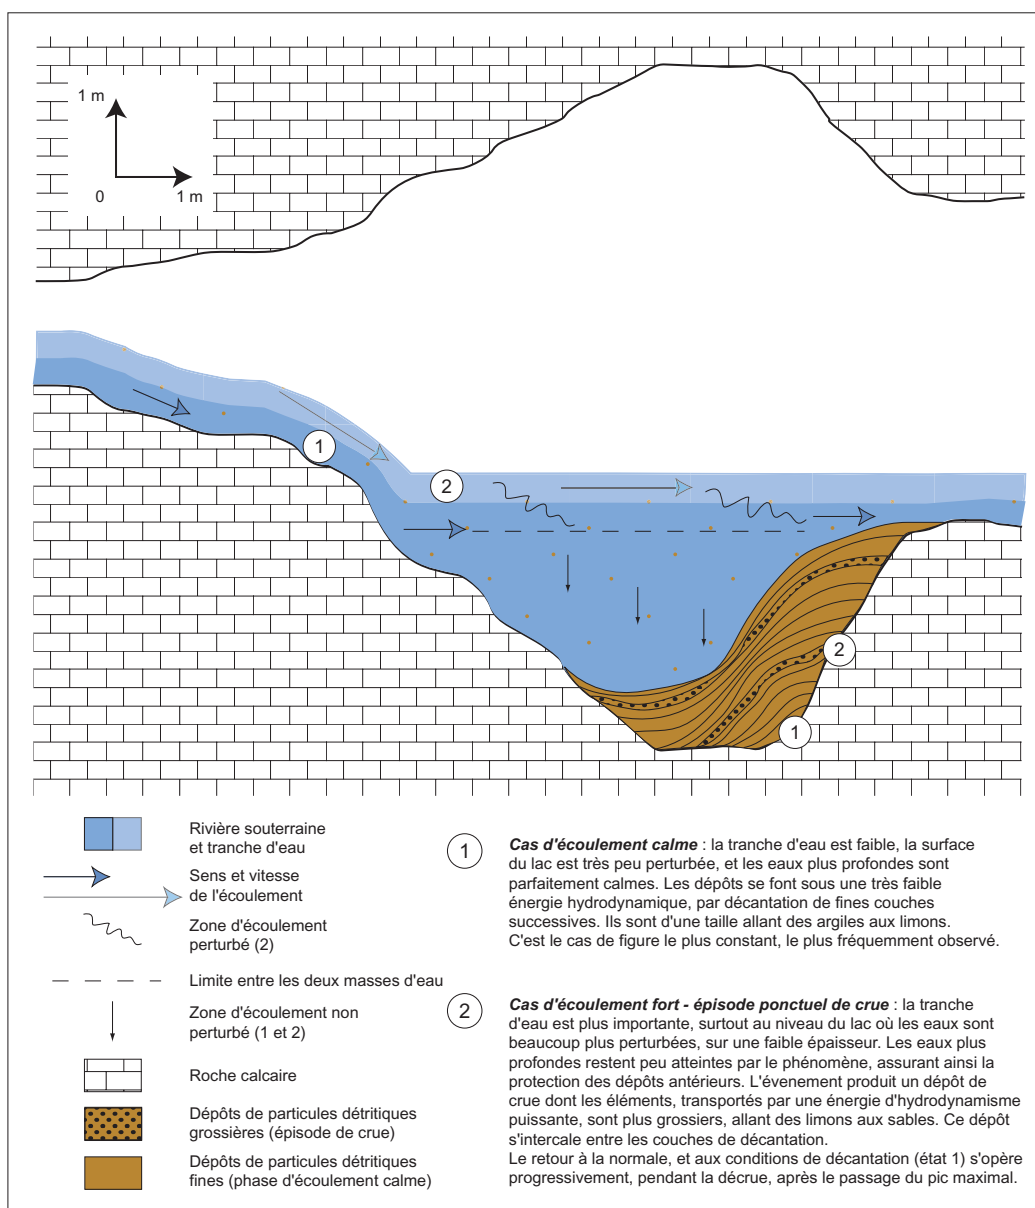 1 m
0
1 m
1
2
2
1
Rivière souterraine
et tranche d'eau
Sens et vitesse
de l'écoulement
Zone d'écoulement
perturbé (2)
Limite entre les deux masses d'eau
Zone d'écoulement non
perturbé (1 et 2)
Roche calcaire
Dépôts de particules détritiques
grossières (épisode de crue)
Dépôts de particules détritiques
fines (phase d'écoulement calme)
1
Cas d'écoulement calme : la tranche d'eau est faible, la surface
du lac est très peu perturbée, et les eaux plus profondes sont
parfaitement calmes. Les dépôts se font sous une très faible
énergie hydrodynamique, par décantation de fines couches
successives. Ils sont d'une taille allant des argiles aux limons.
C'est le cas de figure le plus constant, le plus fréquemment observé.
2
Cas d'écoulement fort - épisode ponctuel de crue : la tranche
d'eau est plus importante, surtout au niveau du lac où les eaux sont
beaucoup plus perturbées, sur une faible épaisseur. Les eaux plus
profondes restent peu atteintes par le phénomène, assurant ainsi la
protection des dépôts antérieurs. L'évenement produit un dépôt de
crue dont les éléments, transportés par une énergie d'hydrodynamisme
puissante, sont plus grossiers, allant des limons aux sables. Ce dépôt
s'intercale entre les couches de décantation.
Le retour à la normale, et aux conditions de décantation (état 1) s'opère
progressivement, pendant la décrue, après le passage du pic maximal.